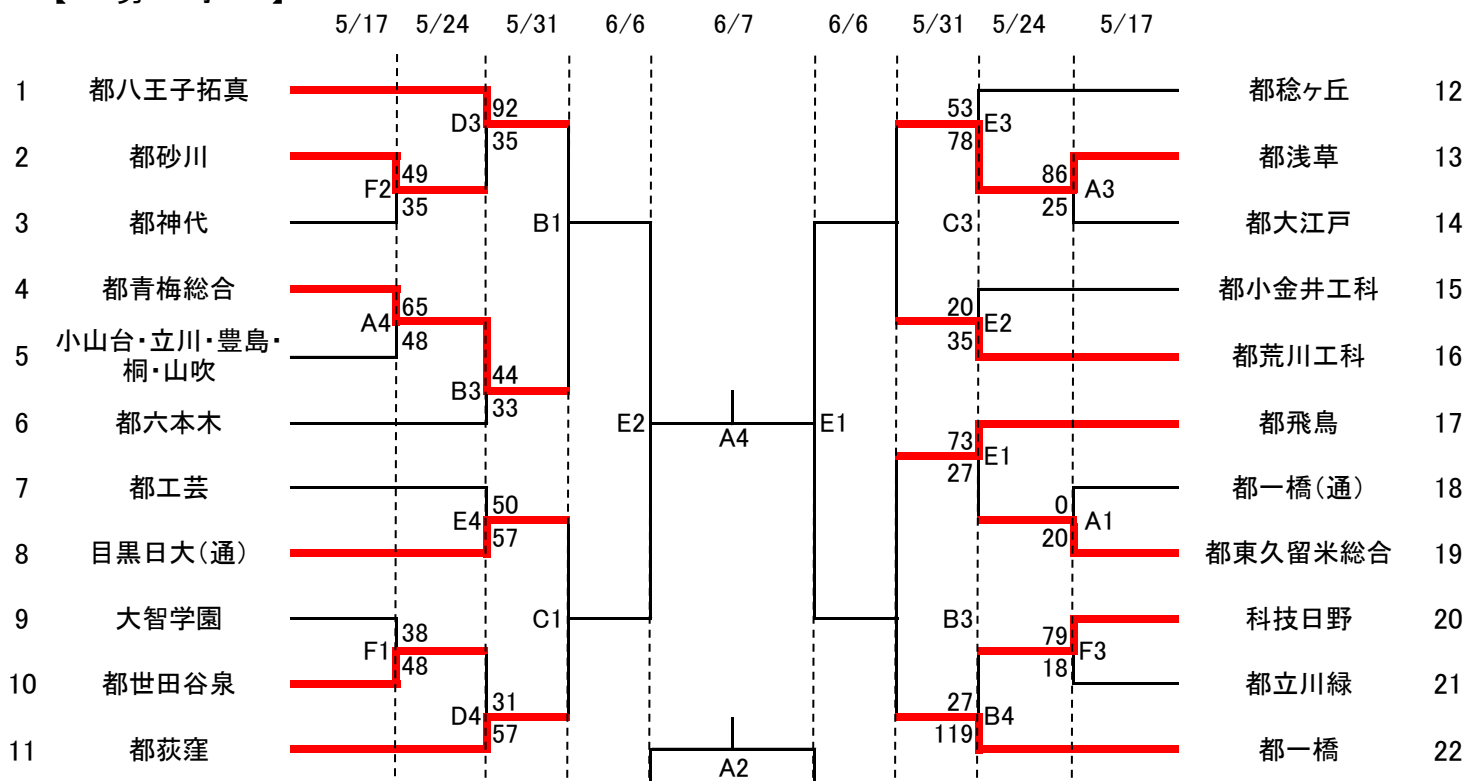 5/17 5/24 5/31 6/6 6/7 6/6 5/31 5/24 5/17
1 都八王子拓真 92 53 都稔ヶ丘 12
D3 E3
35 78
2 都砂川 49 86 都浅草 13
F2 A3
35 25
3 都神代 B1 C3 都大江戸 14
4 都青梅総合 65 20 都小金井工科 15
A4 E2
48 35
5 小山台・立川・豊島・
桐・山吹
都荒川工科 16
44
B3
33
6 都六本木 E2 A4 E1 73 都飛鳥 17
E1
27
7 都工芸 50 0 都一橋(通) 18
E4 A1
57 20
8 目黒日大(通) 都東久留米総合 19
9 大智学園 38 C1 B3 79 科技日野 20
F1 F3
48 18
10 都世田谷泉 都立川緑 21
31 27
D4 B4
57 119
11 都荻窪 A2 都一橋 22